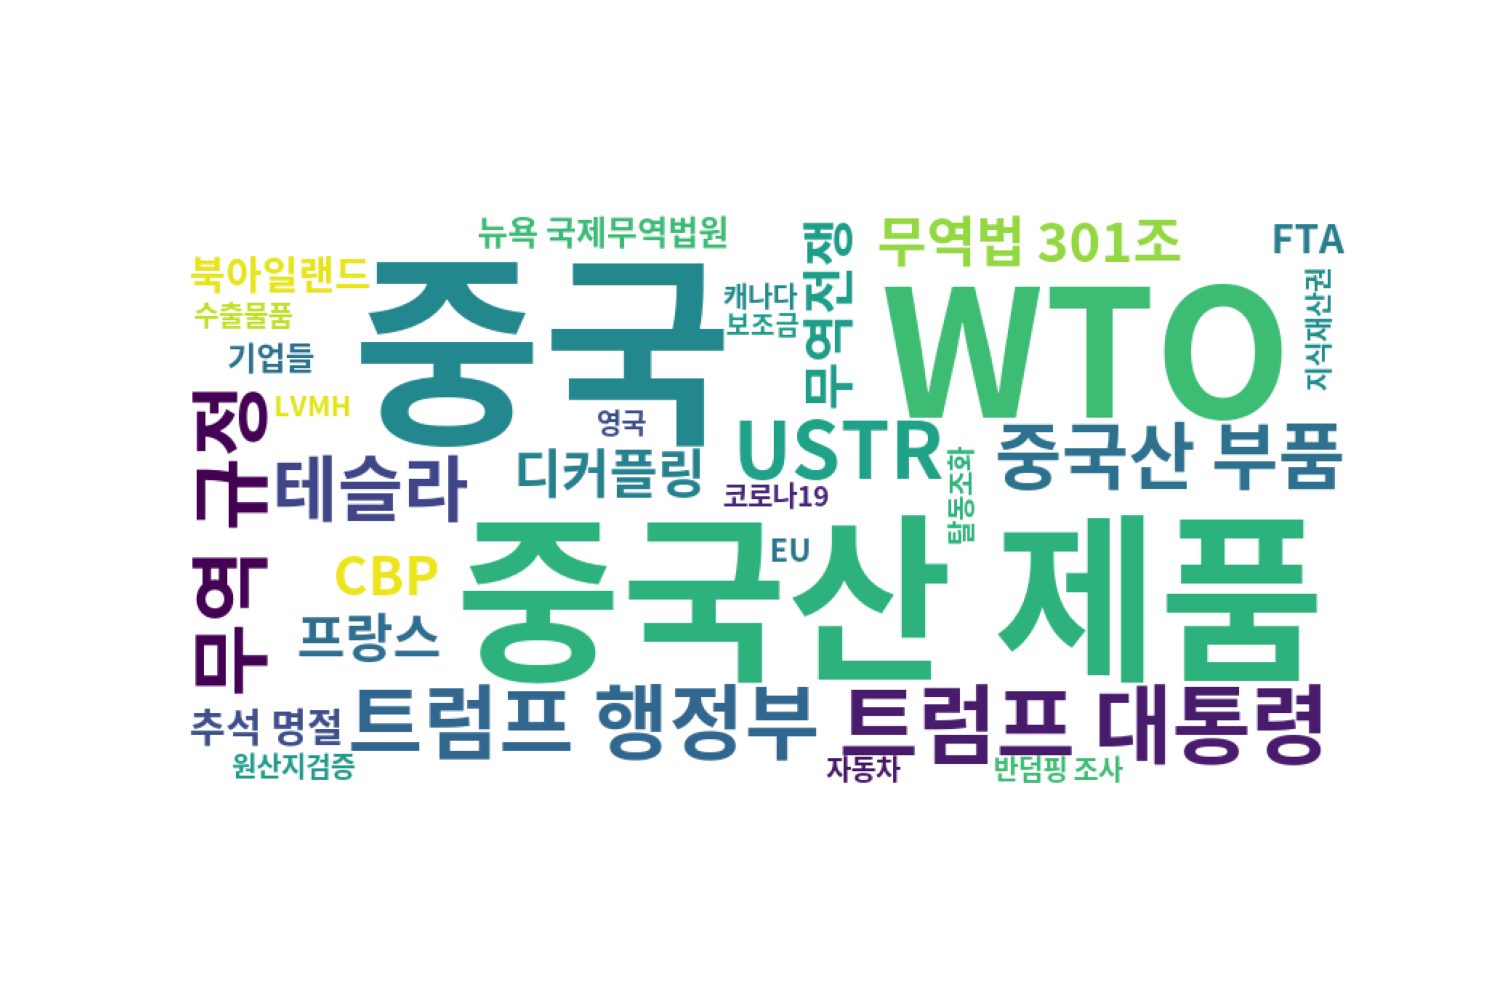 뉴욕 국제무역법원
무역전쟁
무역법 301조
FTA
북아일랜드
중국
캐나다
WTO
지식재산권
수출물품
보조금
기업들
무역 규정
LVMH
영국
USTR
중국산 부품
테슬라
디커플링
코로나19
탈동조화
CBP
EU
중국산 제품
프랑스
추석 명절
트럼프 행정부
트럼프 대통령
원산지검증
자동차
반덤핑 조사